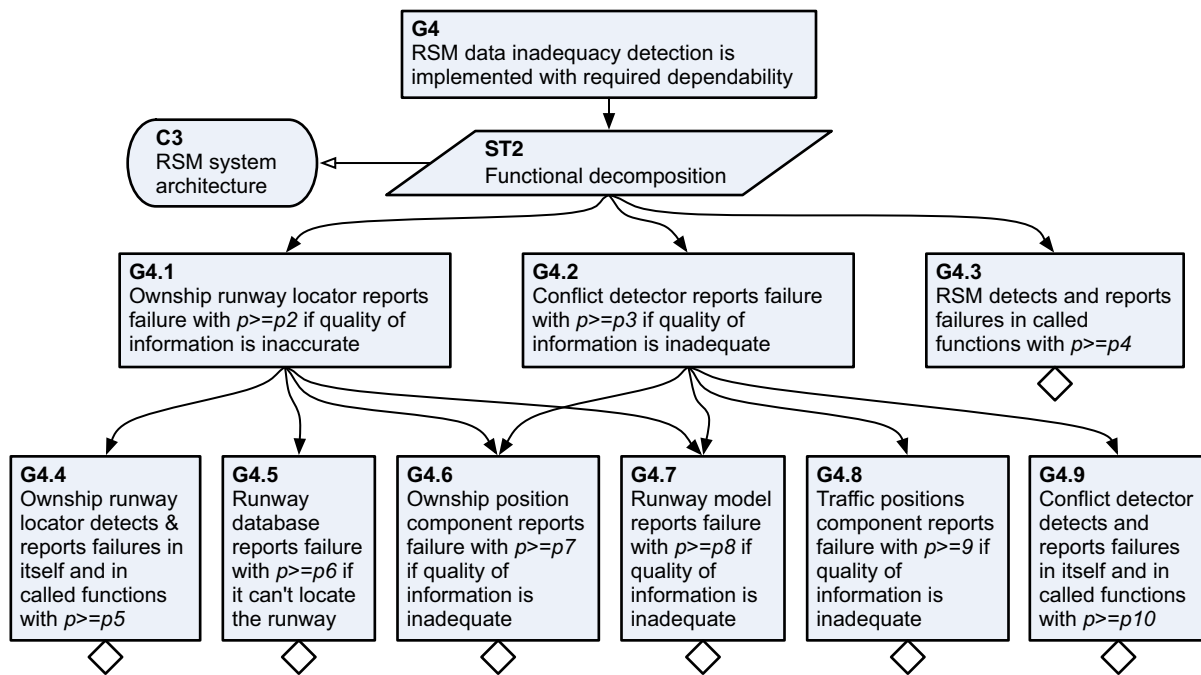 G4
RSM data inadequacy detection is
implemented with required dependability
C3
RSM system
architecture
ST2
Functional decomposition
G4.1
Ownship runway locator reports
failure with p>=p2 if quality of
information is inaccurate
G4.2
Conflict detector reports failure
with p>=p3 if quality of
information is inadequate
G4.3
RSM detects and reports
failures in called
functions with p>=p4
G4.4
Ownship runway
locator detects &
reports failures in
itself and in
called functions
with p>=p5
G4.5
Runway
database
reports failure
with p>=p6 if
it can't locate
the runway
G4.6
Ownship position
component reports
failure with p>=p7
if quality of
information is
inadequate
G4.7
Runway model
reports failure
with p>=p8 if
quality of
information is
inadequate
G4.8
Traffic positions
component reports
failure with p>=9 if
quality of
information is
inadequate
G4.9
Conflict detector
detects and
reports failures
in itself and in
called functions
with p>=p10